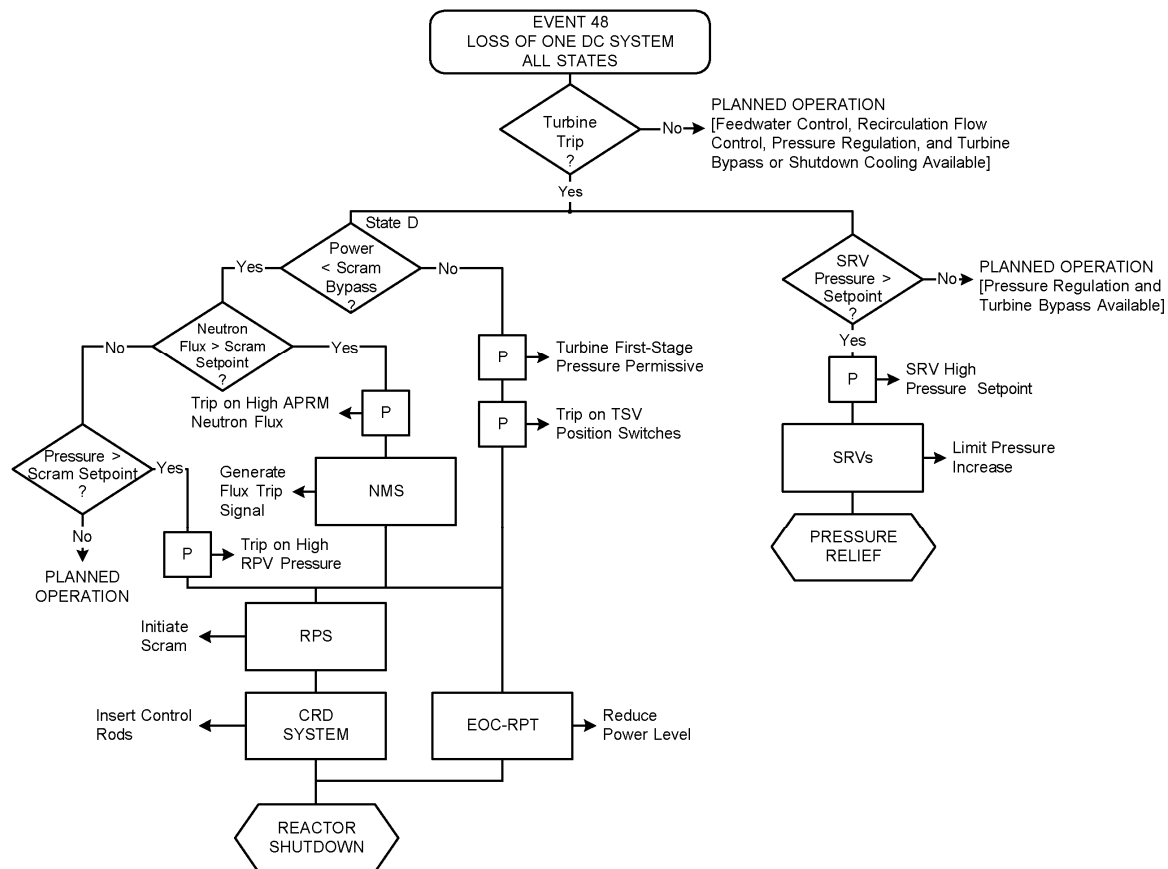 EVENT 48
LOSS OF ONE DC SYSTEM
ALL STATES
Turbine
Trip
?
No
PLANNED OPERATION
[Feedwater Control, Recirculation Flow
Control, Pressure Regulation, and Turbine
Bypass or Shutdown Cooling Available]
Yes
State D
Power
< Scram
Bypass
?
Yes
No
SRV
Pressure >
Setpoint
?
No
PLANNED OPERATION
[Pressure Regulation and
Turbine Bypass Available]
Yes
Neutron
Flux > Scram
Setpoint
?
No
Yes
P
Turbine First-Stage
Pressure Permissive
P
SRV High
Pressure Setpoint
Trip on High APRM
Neutron Flux
P
P
Trip on TSV
Position Switches
Pressure >
Scram Setpoint
?
Yes
No
PLANNED
OPERATION
Generate
Flux Trip
Signal
NMS
SRVs
Limit Pressure
Increase
P
Trip on High
RPV Pressure
PRESSURE
RELIEF
Initiate
Scram
RPS
Insert Control
Rods
CRD
SYSTEM
EOC-RPT
Reduce
Power Level
REACTOR
SHUTDOWN